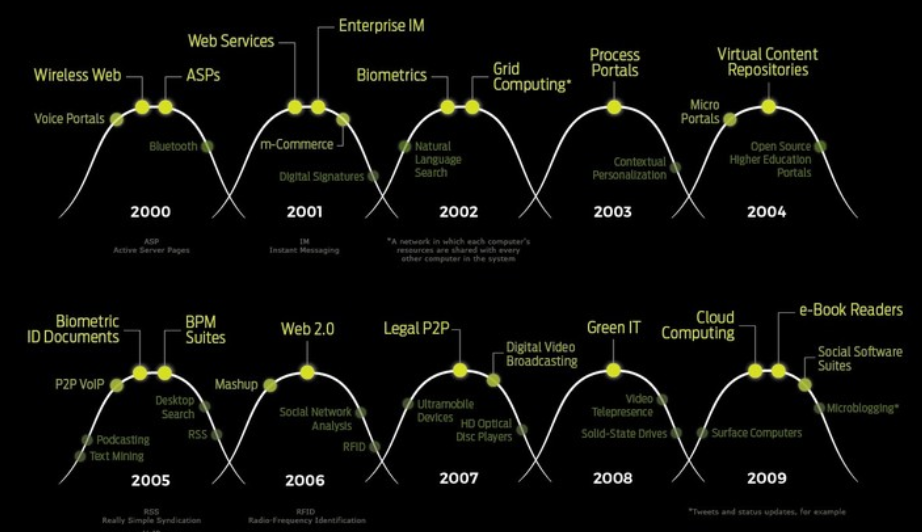 Enterprise IM
Web Services
Wireless Web
ASPs
Voice Portals
Bluetooth
m-Commerce
Digital Signatures
Biometrics
Grid
Computing*
Natural
Language
Search
Process
Portals
Contextual
Personalization
Virtual Content
Repositories
Micro
Portals
Open Source
Higher Education
Portals
2000
2001
2002
2003
2004
ASP
Active Server Pages
IM
Instant Messaging
*A network in which each computer's
resources are shared with every
other computer in the system
Biometric
ID Documents
BPM
Suites
P2P VoIP
Desktop
Search
RSS
Podcasting
Text Mining
Web 2.0
Mashup
Social Network
Analysis
RFID
Legal P2P
Digital Video
Broadcasting
Ultramobile
Devices
HD Optical
Disc Players
Green IT
Video
Telepresence
Solid-State Drives
Cloud
Computing
e-Book Readers
Social Software
Suites
Microblogging*
Surface Computers
2005
2006
2007
2008
2009
RSS
Really Simple Syndication
RFID
Radio-Frequency Identification
*Tweets and status updates, for example